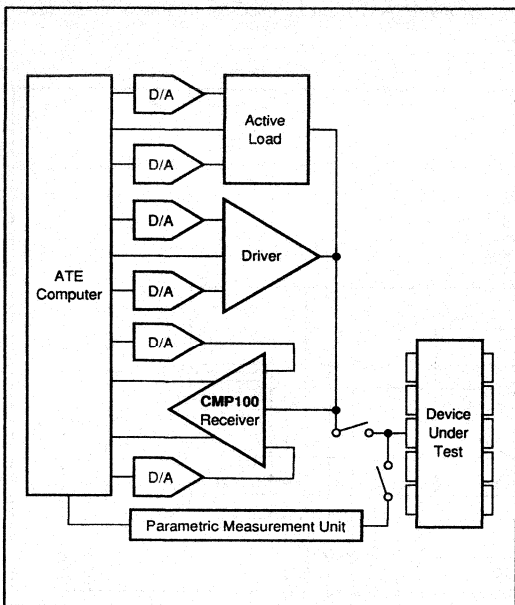 D/A
Active
Load
D/A
D/A
Driver
ATE
Computer
D/A
D/A
CMP100
Receiver
Device
Under
Test
D/A
Parametric Measurement Unit